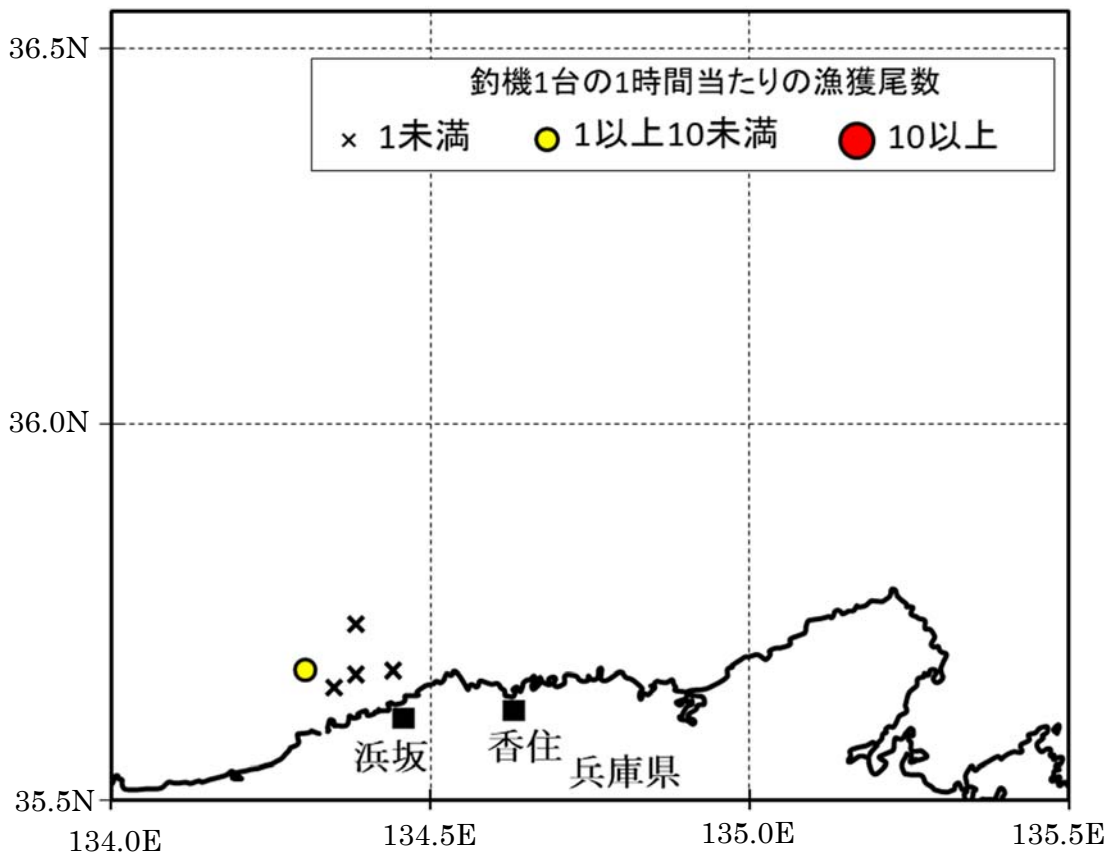 36.5N
釣機1台の1時間当たりの漁獲尾数
× 1未満 1以上10未満 10以上
36.0N
浜坂
香住
兵庫県
35.5N
134.0E
134.5E
135.0E
135.5E